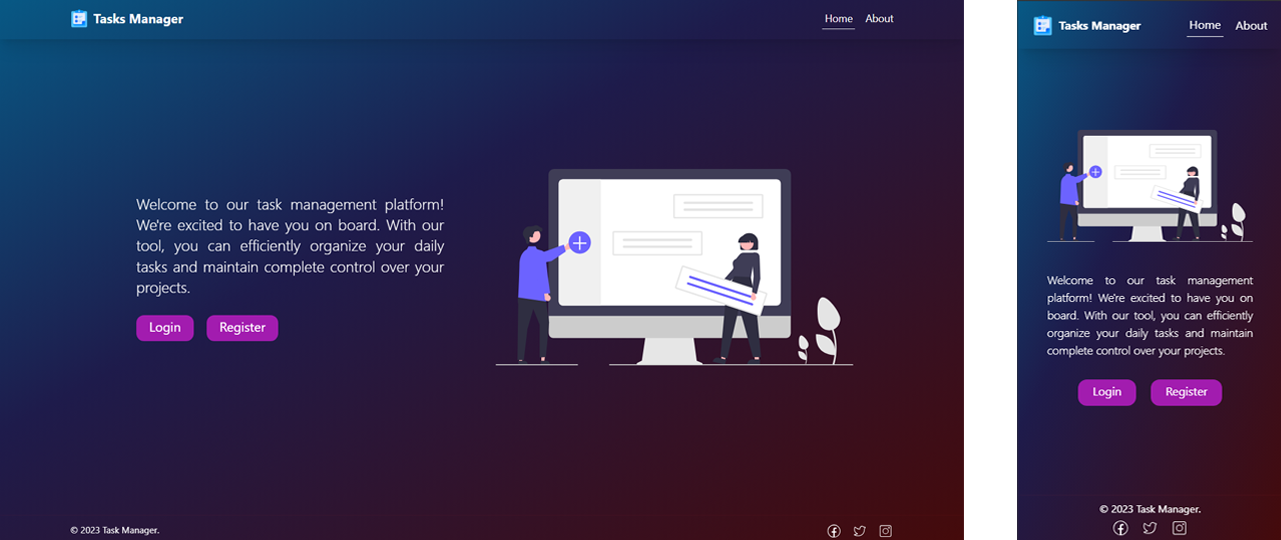 Tasks Manager
Home About
Welcome to our task management platform!
We're excited to have you on board. With our
tool, you can efficiently organize your daily
tasks and maintain complete control over your
projects.
Login Register
© 2023 Task Manager.
Tasks Manager
Home About
Welcome to our task management
platform! We're excited to have you on
board. With our tool, you can efficiently
organize your daily tasks and maintain
complete control over your projects.
Login Register
© 2023 Task Manager.